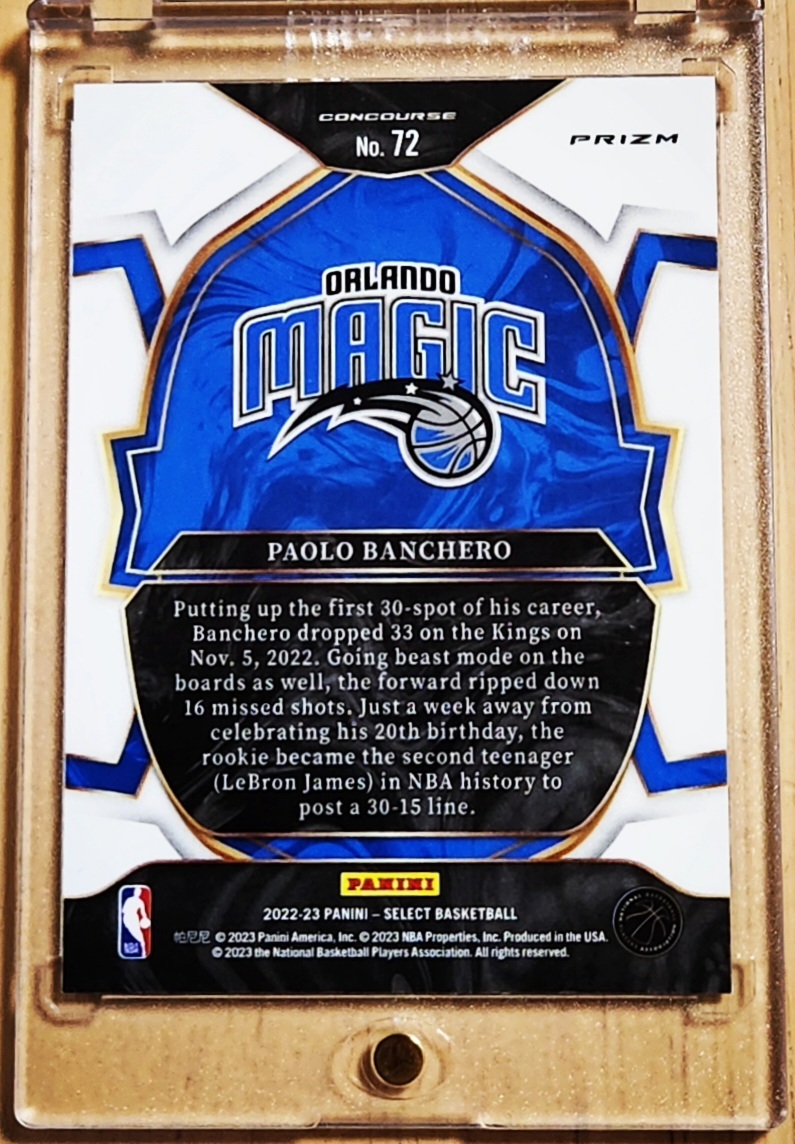 CONCOURSE
No. 72
PRIZM
ORLANDO
MAGIC
PAOLO BANCHERO
Putting up the first 30-spot of his career,
Banchero dropped 33 on the Kings on
Nov. 5, 2022. Going beast mode on the
boards as well, the forward ripped down
16 missed shots. Just a week away from
celebrating his 20th birthday, the
rookie became the second teenager
(LeBron James) in NBA history to
post a 30-15 line.
PANINI
2022-23 PANINI – SELECT BASKETBALL
帕尼尼 © 2023 Panini America, Inc. © 2023 NBA Properties, Inc. Produced in the USA.
© 2023 the National Basketball Players Association. All rights reserved.
NBA